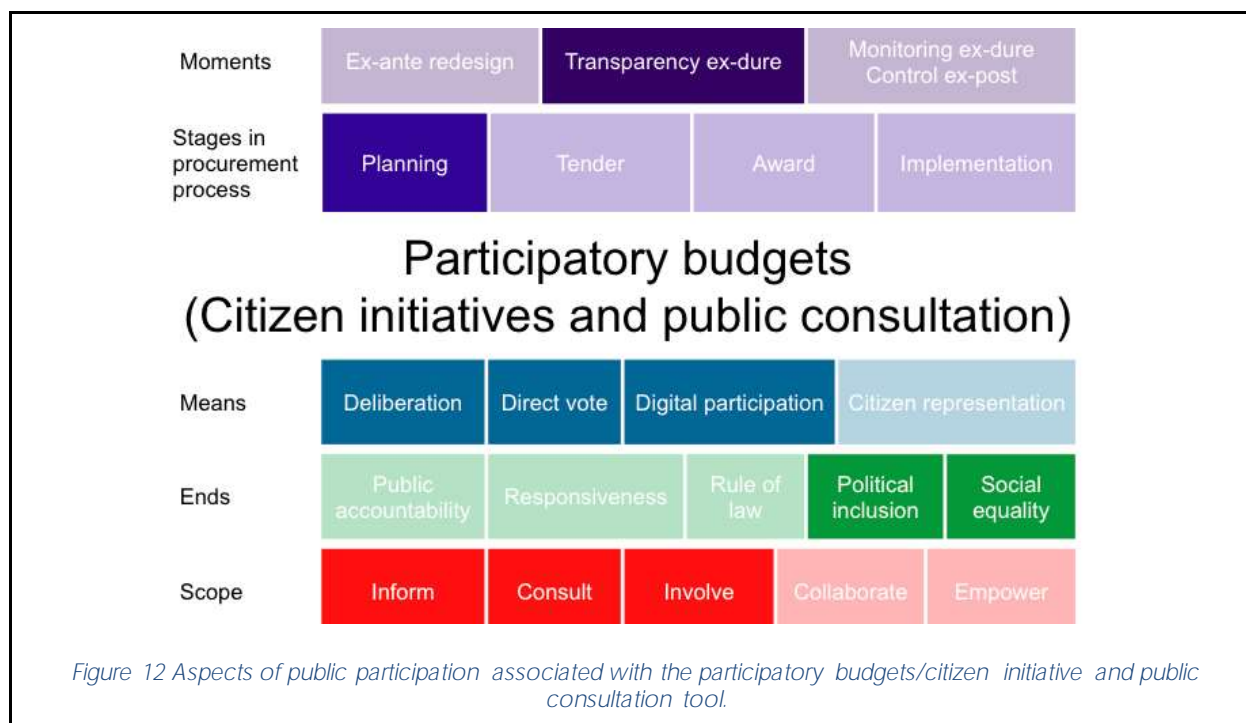 Moments
Ex-ante redesign
Transparency ex-dure
Monitoring ex-dure
Control ex-post
Stages in
procurement
process
Planning
Tender
Award
Implementation
Participatory budgets
(Citizen initiatives and public consultation)
Means
Deliberation
Direct vote
Digital participation
Citizen representation
Ends
Public
accountability
Responsiveness
Rule of
law
Political
inclusion
Social
equality
Scope
Inform
Consult
Involve
Collaborate
Empower
Figure 12 Aspects of public participation associated with the participatory budgets/citizen initiative and public
consultation tool.